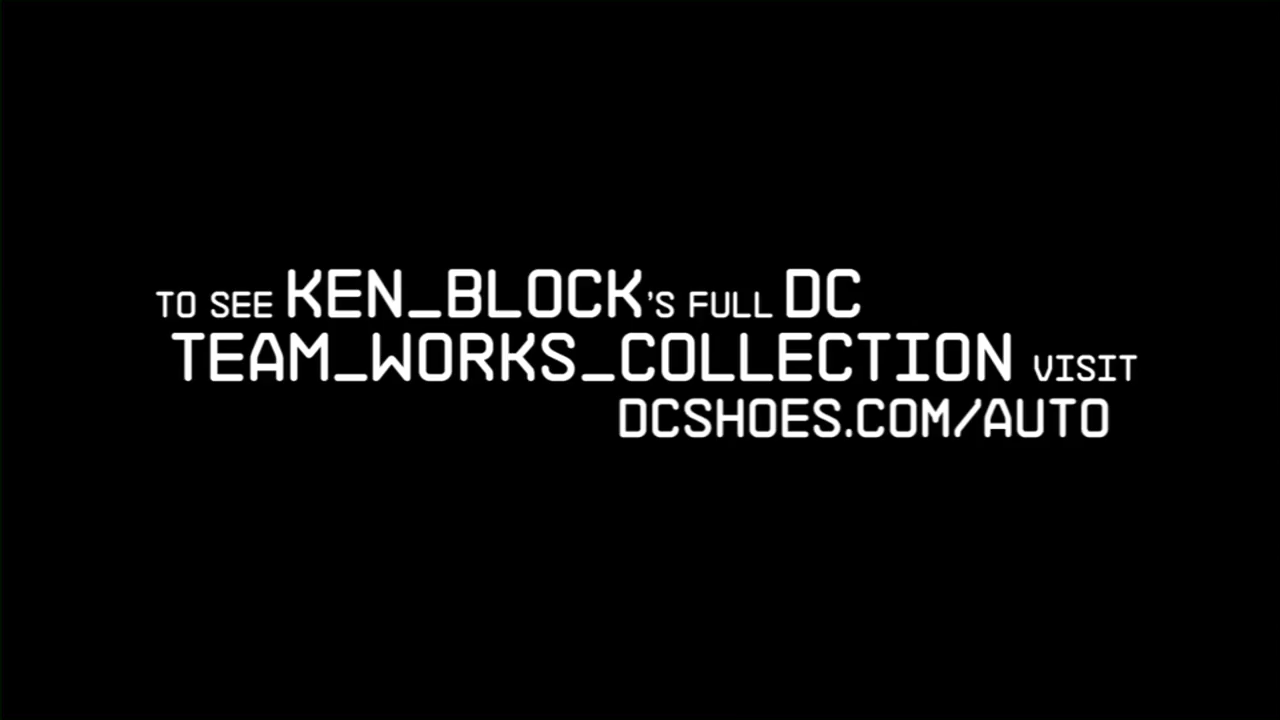 TO SEE KEN_BLOCK'S FULL DC
TEAM_WORKS_COLLECTION VISIT
DCSHOES.COM/AUTO